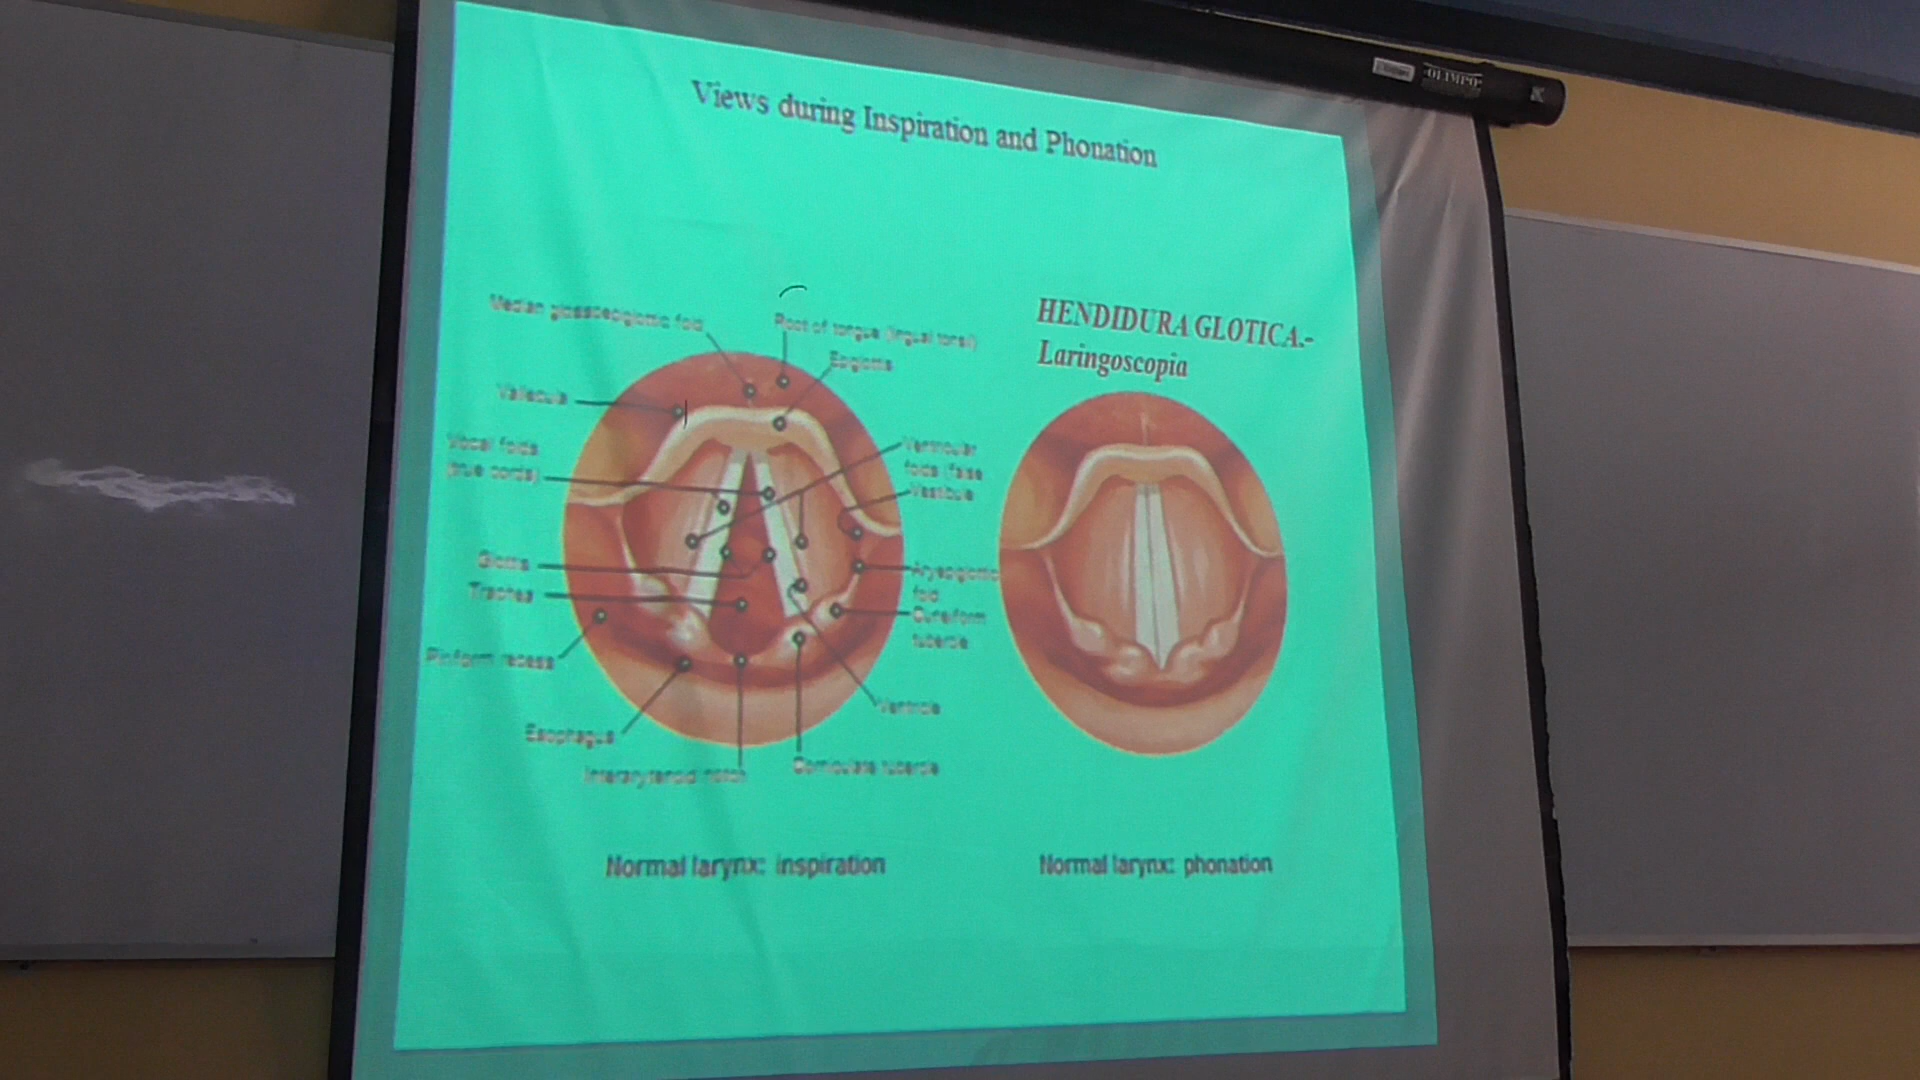 Views during Inspiration and Phonation
OLIMPO
HENDIDURA GLOTICA.-
Laringoscopia
Median glossoepiglottic fold
Root of tongue (lingual tonsil)
Epiglottis
Vallecula
Vocal folds
(true cords)
Ventricular
folds (false
Vestibule
Glottis
Trachea
Aryepiglottic
fold
Cuneiform
tubercle
Piriform recess
Ventricle
Esophagus
Interarytenoid notch
Corniculate tubercle
Normal larynx: inspiration
Normal larynx: phonation